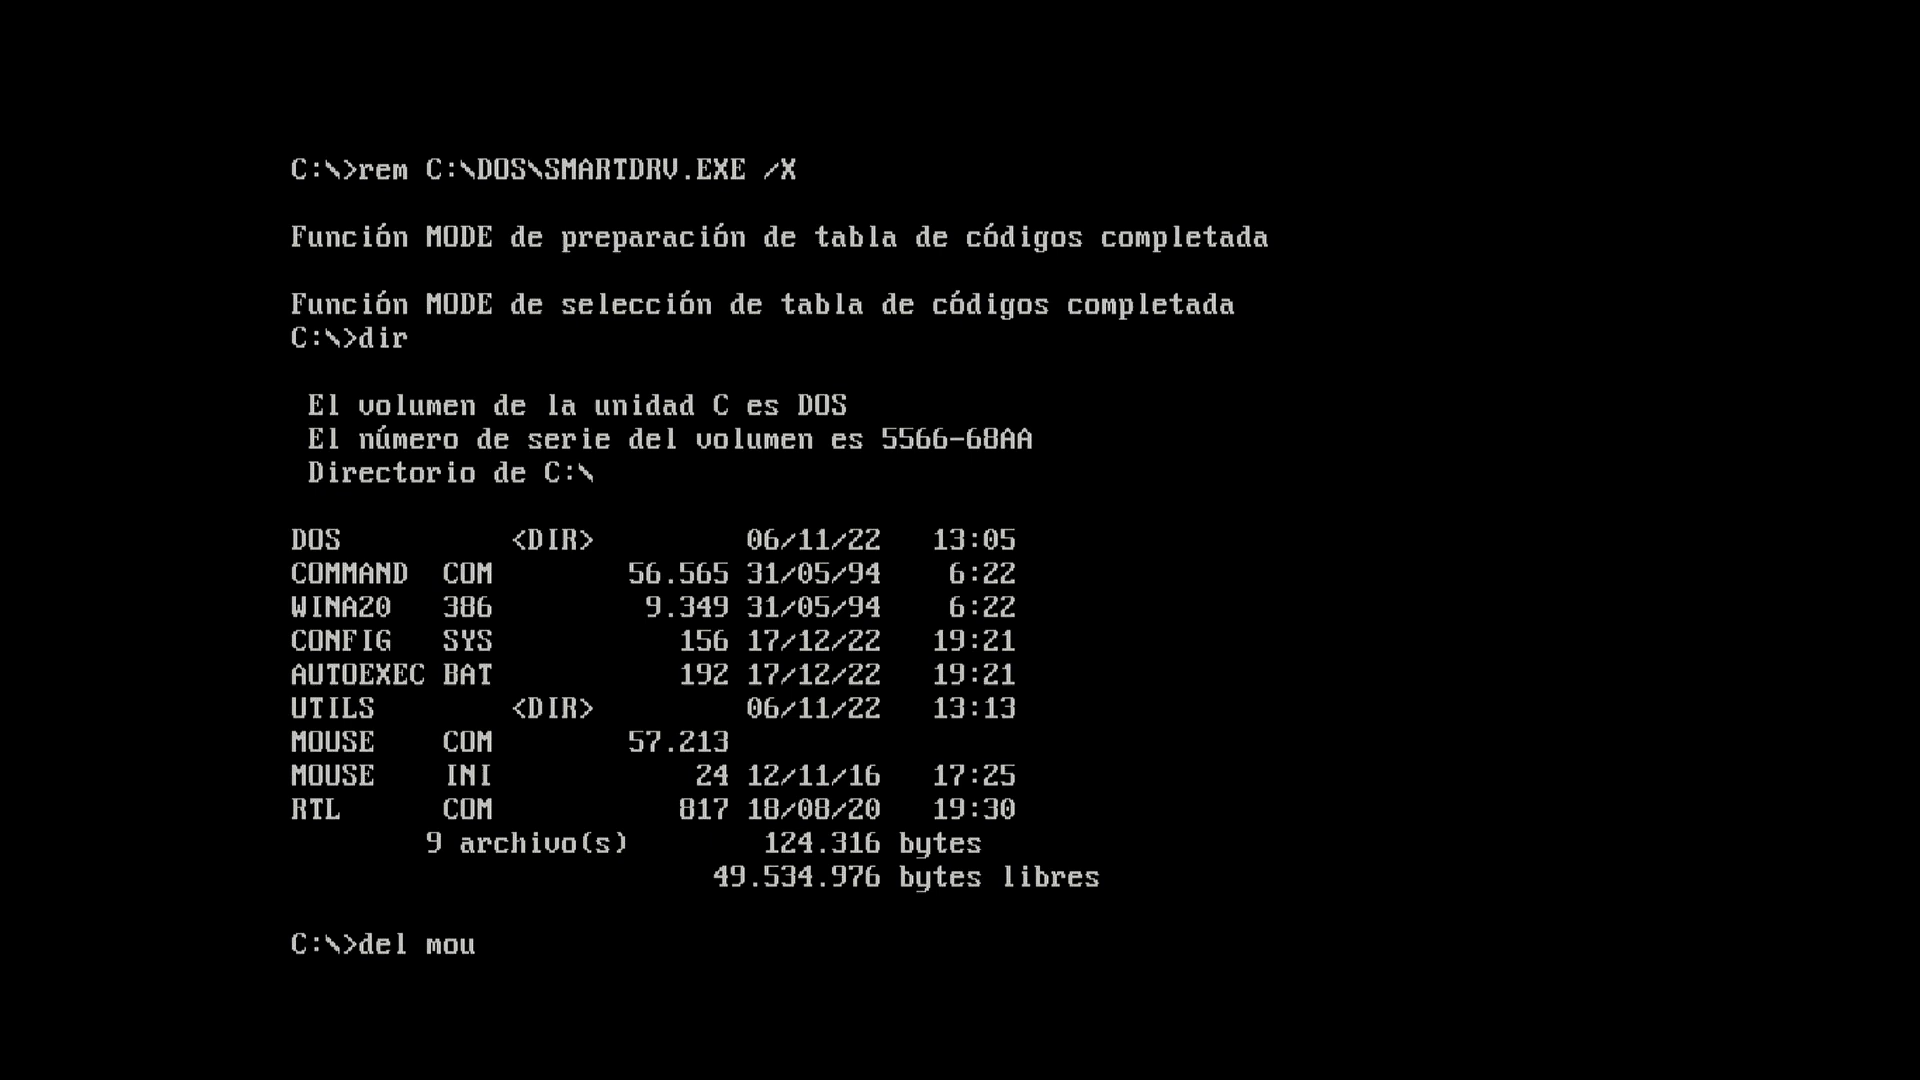 C:\>rem C:\DOS\SMARTDRV.EXE /X
Función MODE de preparación de tabla de códigos completada
Función MODE de selección de tabla de códigos completada
C:\>dir
El volumen de la unidad C es DOS
El número de serie del volumen es 5566-68AA
Directorio de C:\
DOS <DIR> 06/11/22 13:05
COMMAND COM 56.565 31/05/94 6:22
WINA20 386 9.349 31/05/94 6:22
CONFIG SYS 156 17/12/22 19:21
AUTOEXEC BAT 192 17/12/22 19:21
UTILS <DIR> 06/11/22 13:13
MOUSE COM 57.213
MOUSE INI 24 12/11/16 17:25
RTL COM 817 18/08/20 19:30
9 archivo(s) 124.316 bytes
49.534.976 bytes libres
C:\>del mou